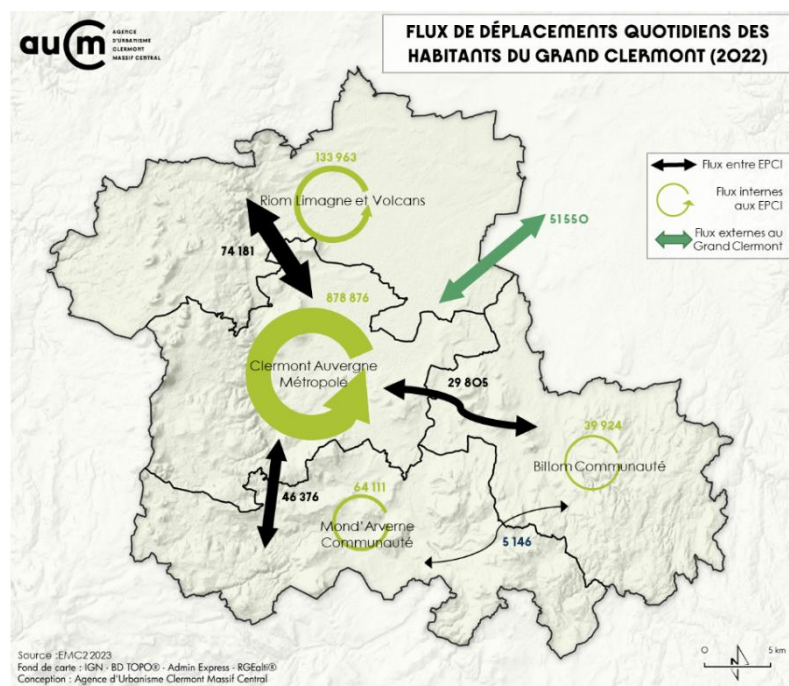 auCm
AGENCE
D'URBANISME
CLERMONT
MASSIF CENTRAL
FLUX DE DÉPLACEMENTS QUOTIDIENS DES
HABITANTS DU GRAND CLERMONT (2022)
Flux entre EPCI
Flux internes
aux EPCI
Flux externes au
Grand Clermont
133 963
Riom Limagne et Volcans
51 550
74 181
878 876
Clermont Auvergne
Métropole
29 805
39 924
Billom Communauté
46 376
64 111
Mond'Arverne
Communauté
5 146
Source :EMC2 2023
Fond de carte : IGN - BD TOPO® - Admin Express - RGEalti®
Conception : Agence d'Urbanisme Clermont Massif Central
0
N
5 km